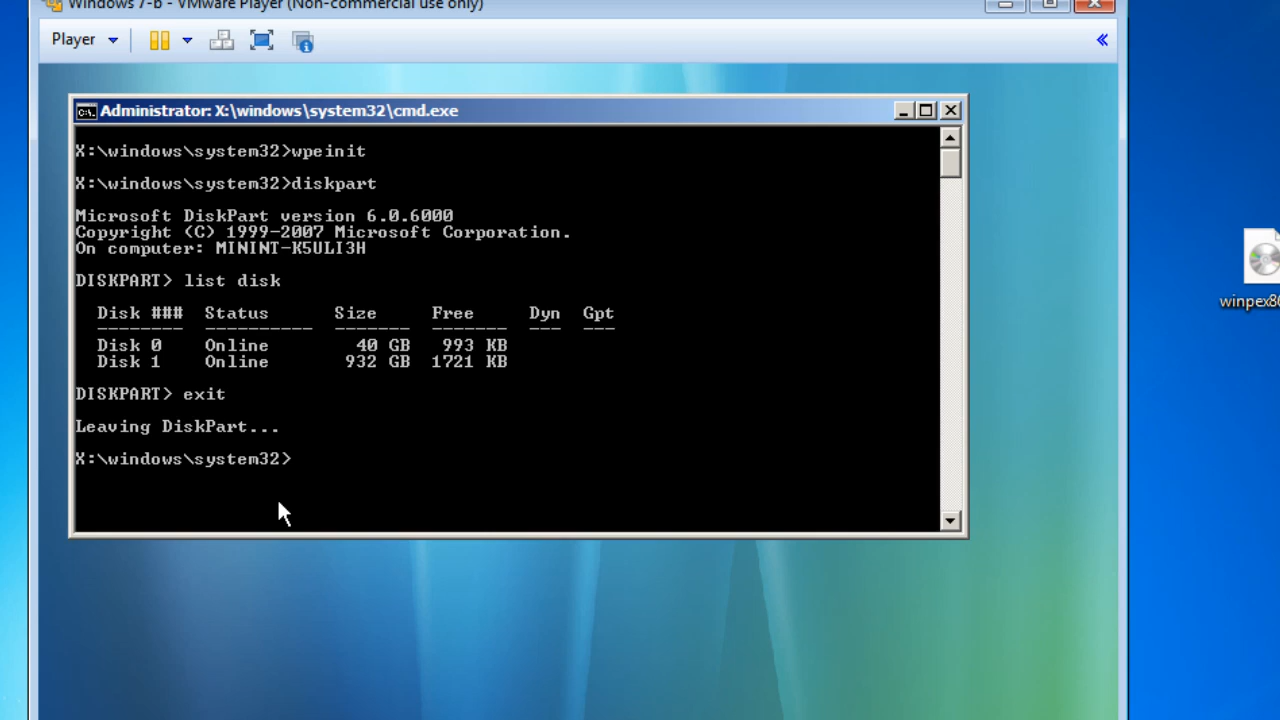 Windows 7-b - VMware Player (Non-commercial use only)
Player
Administrator: X:\windows\system32\cmd.exe
X:\windows\system32>wpeinit
X:\windows\system32>diskpart
Microsoft DiskPart version 6.0.6000
Copyright (C) 1999-2007 Microsoft Corporation.
On computer: MININT-K5ULI3H
DISKPART> list disk
Disk ### Status Size Free Dyn Gpt
-------- ---------- ------- ------- --- ---
Disk 0 Online 40 GB 993 KB
Disk 1 Online 932 GB 1721 KB
DISKPART> exit
Leaving DiskPart...
X:\windows\system32>
winpex86